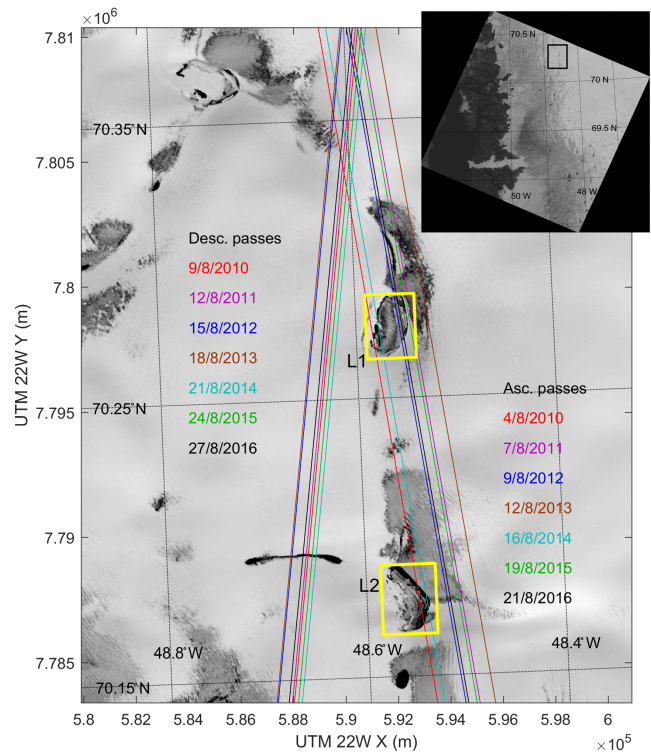 ×10⁶
7.81
7.805
7.8
7.795
7.79
7.785
UTM 22W Y (m)
70.35°N
70.25°N
70.15°N
70.5 N
70 N
69.5 N
50 W
48 W
Desc. passes
9/8/2010
12/8/2011
15/8/2012
18/8/2013
21/8/2014
24/8/2015
27/8/2016
L1
Asc. passes
4/8/2010
7/8/2011
9/8/2012
12/8/2013
16/8/2014
19/8/2015
21/8/2016
L2
48.8°W
48.6°W
48.4°W
5.8 5.82 5.84 5.86 5.88 5.9 5.92 5.94 5.96 5.98 6
UTM 22W X (m)
×10⁵